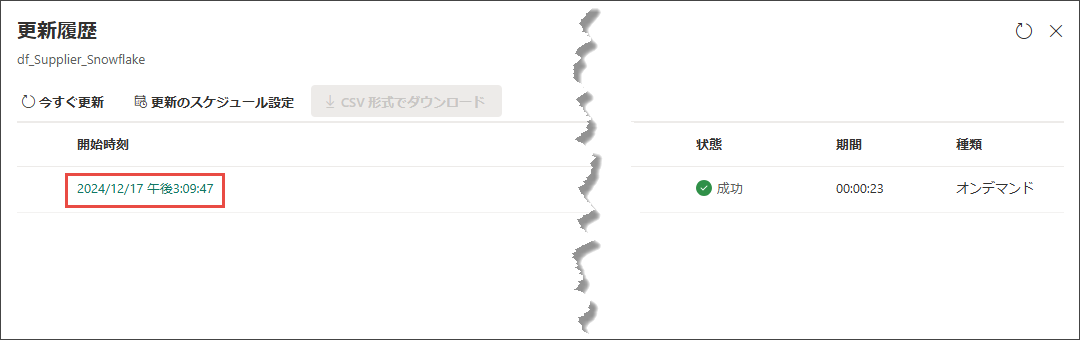 更新履歴
df_Supplier_Snowflake
今すぐ更新 更新のスケジュール設定 CSV 形式でダウンロード
開始時刻 状態 期間 種類
2024/12/17 午後3:09:47 成功 00:00:23 オンデマンド